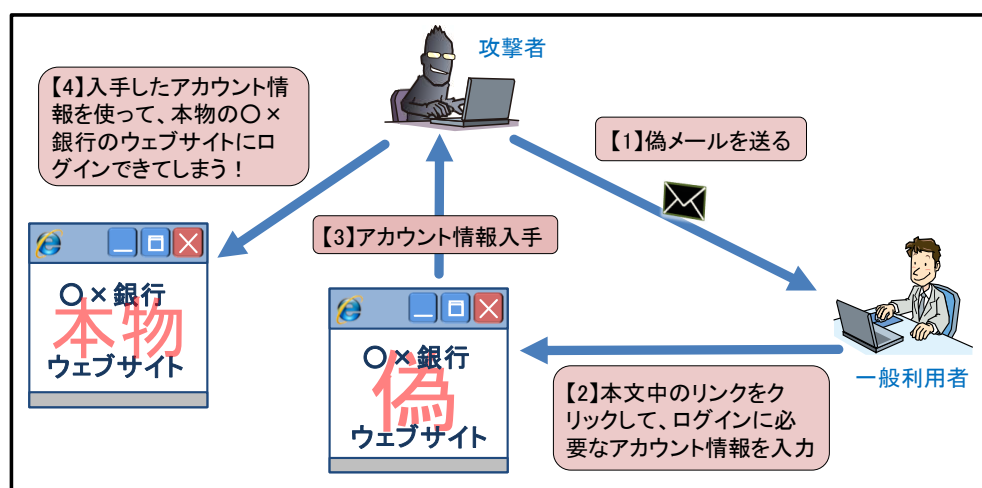 攻撃者
【4】入手したアカウント情
報を使って、本物の〇×
銀行のウェブサイトにロ
グインできてしまう！
【1】偽メールを送る
【3】アカウント情報入手
〇×銀行
本物
ウェブサイト
〇×銀行
偽
ウェブサイト
一般利用者
【2】本文中のリンクをク
リックして、ログインに必
要なアカウント情報を入力